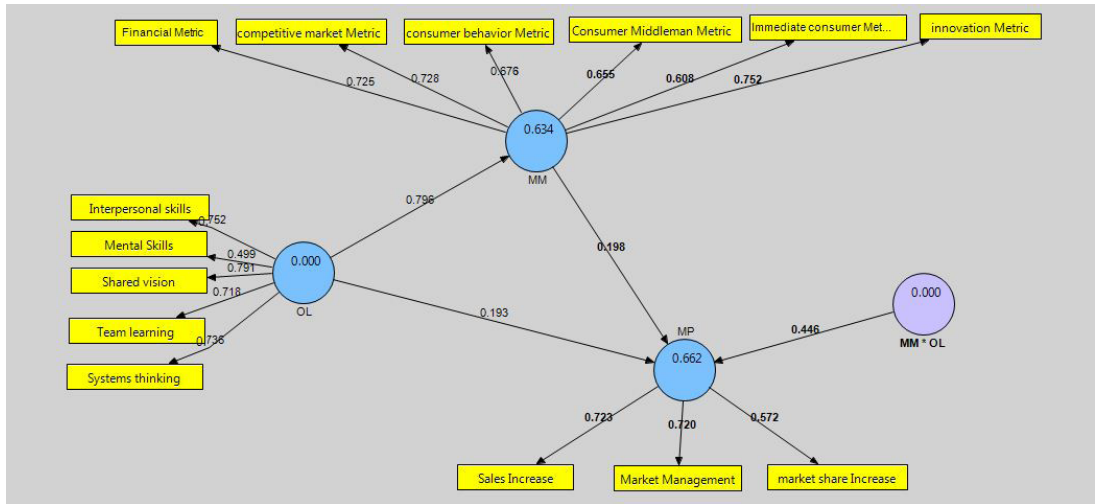 Financial Metric
competitive market Metric
consumer behavior Metric
Consumer Middleman Metric
Immediate consumer Met...
innovation Metric
0.725
0.728
0.676
0.655
0.608
0.752
0.634
MM
0.796
0.198
Interpersonal skills
0.752
Mental Skills
0.499
Shared vision
0.791
Team learning
0.718
Systems thinking
0.736
0.000
OL
0.193
MP
0.662
0.446
0.000
MM * OL
0.723
0.720
0.572
Sales Increase
Market Management
market share Increase